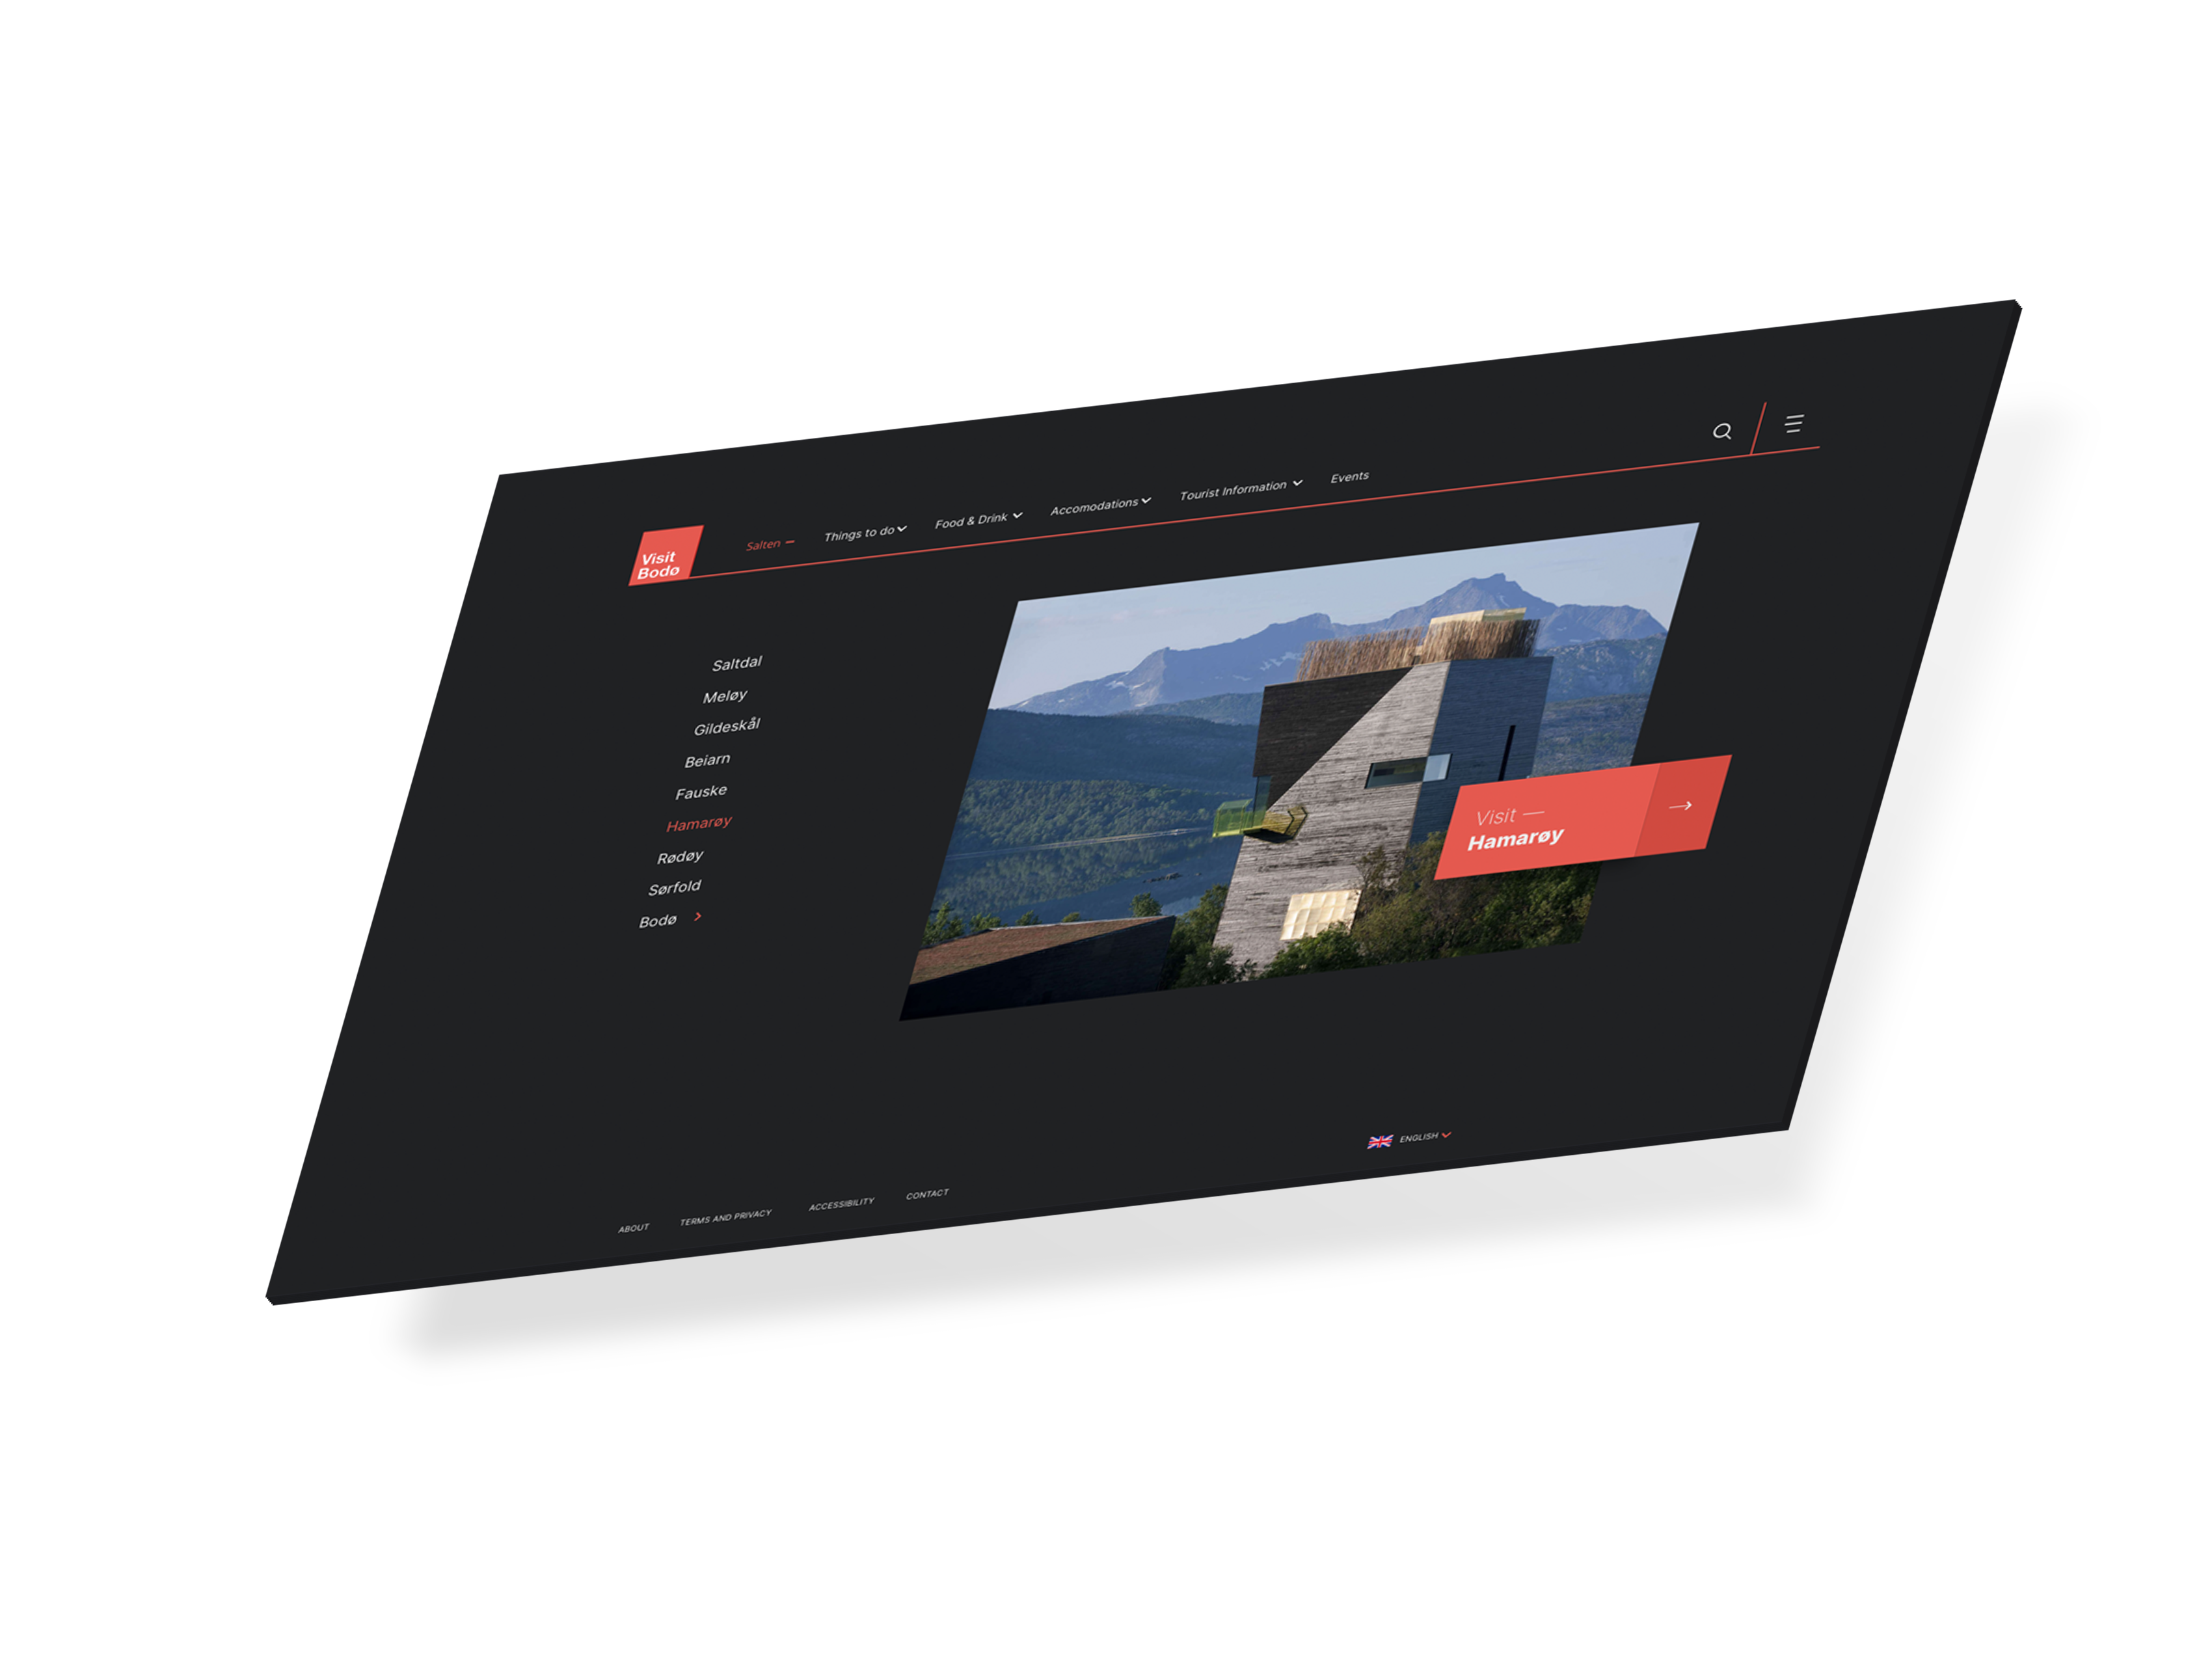 Visit
Bodø
Salten
Things to do
Food & Drink
Accomodations
Tourist Information
Events
Saltdal
Meløy
Gildeskål
Beiarn
Fauske
Hamarøy
Rødøy
Sørfold
Bodø
Visit —
Hamarøy
ABOUT
TERMS AND PRIVACY
ACCESSIBILITY
CONTACT
ENGLISH